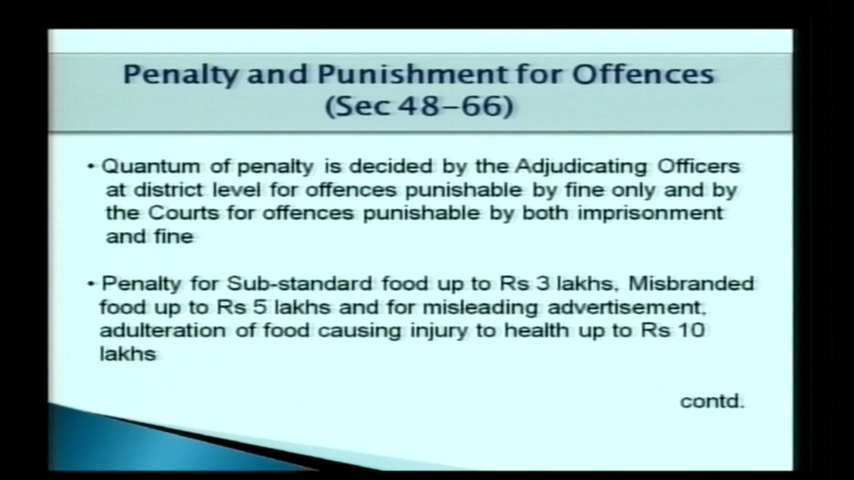 Penalty and Punishment for Offences
(Sec 48-66)
• Quantum of penalty is decided by the Adjudicating Officers
at district level for offences punishable by fine only and by
the Courts for offences punishable by both imprisonment
and fine
• Penalty for Sub-standard food up to Rs 3 lakhs, Misbranded
food up to Rs 5 lakhs and for misleading advertisement,
adulteration of food causing injury to health up to Rs 10
lakhs
contd.